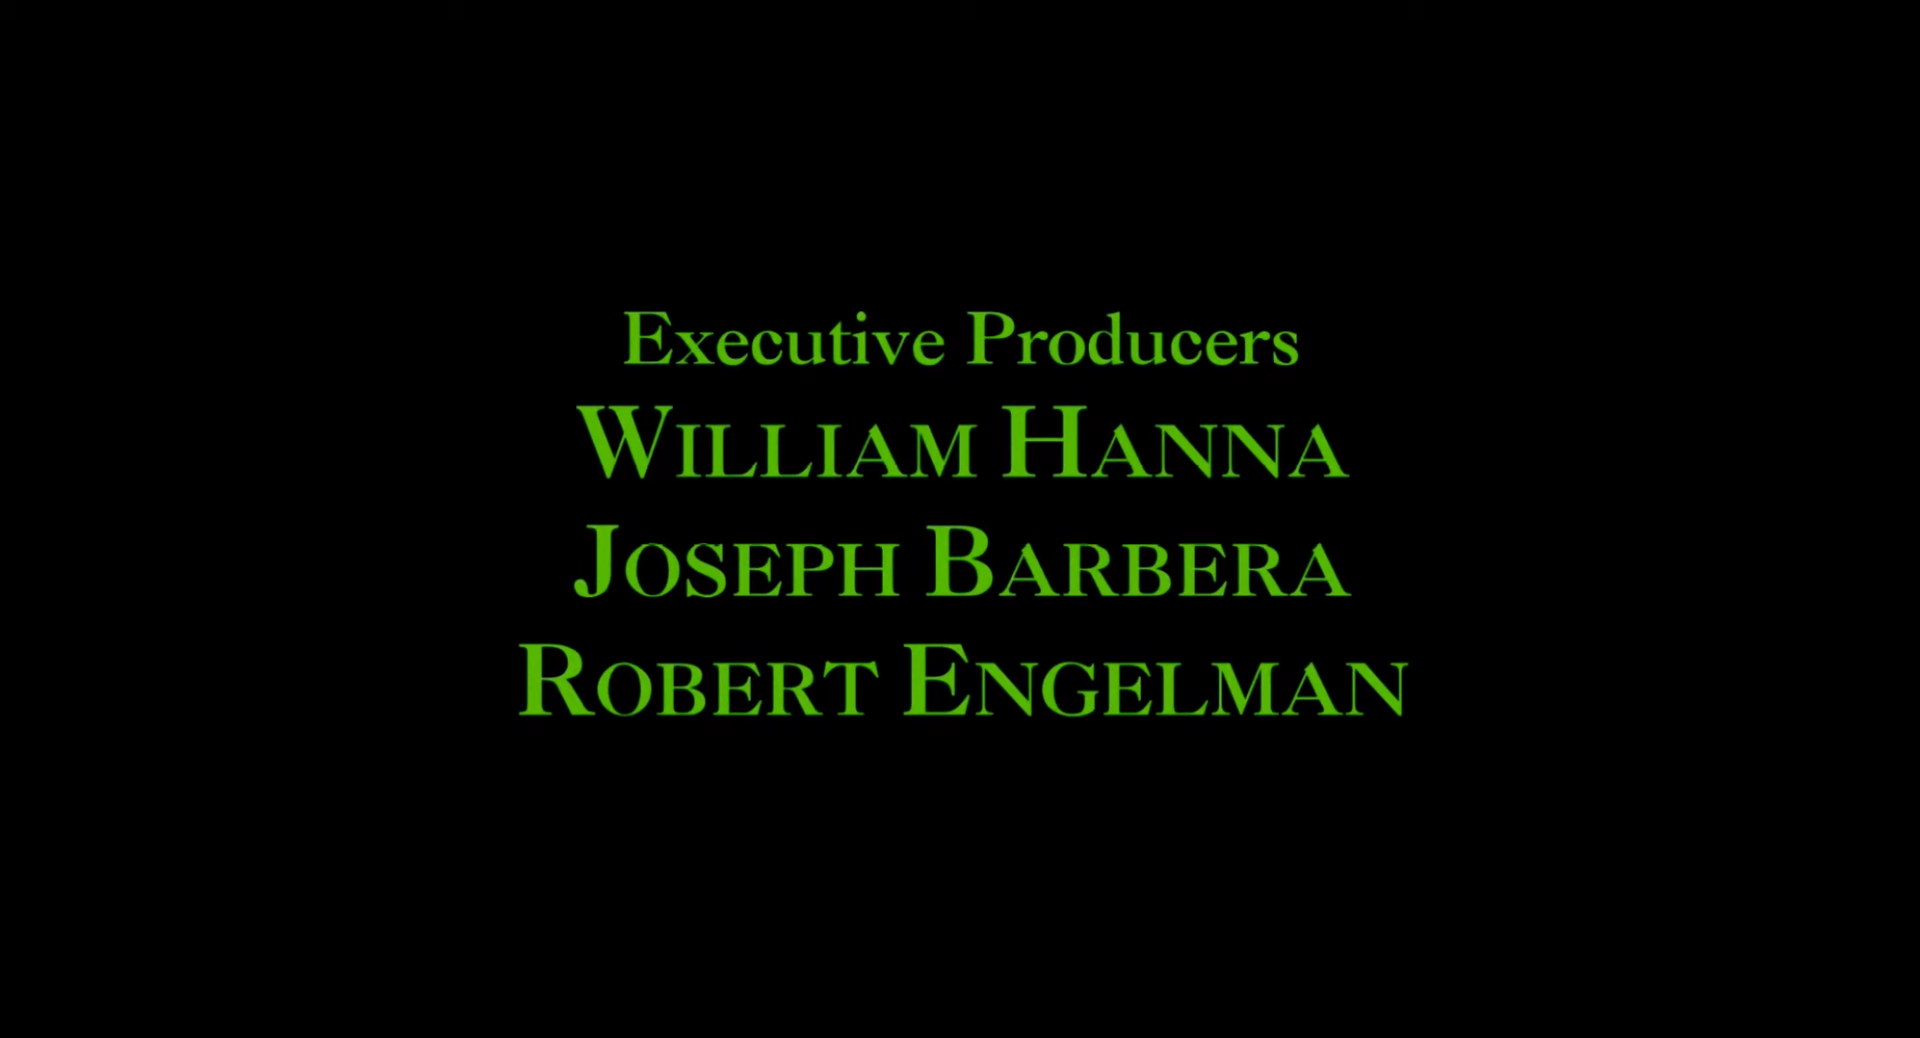 Executive Producers
WILLIAM HANNA
JOSEPH BARBERA
ROBERT ENGELMAN